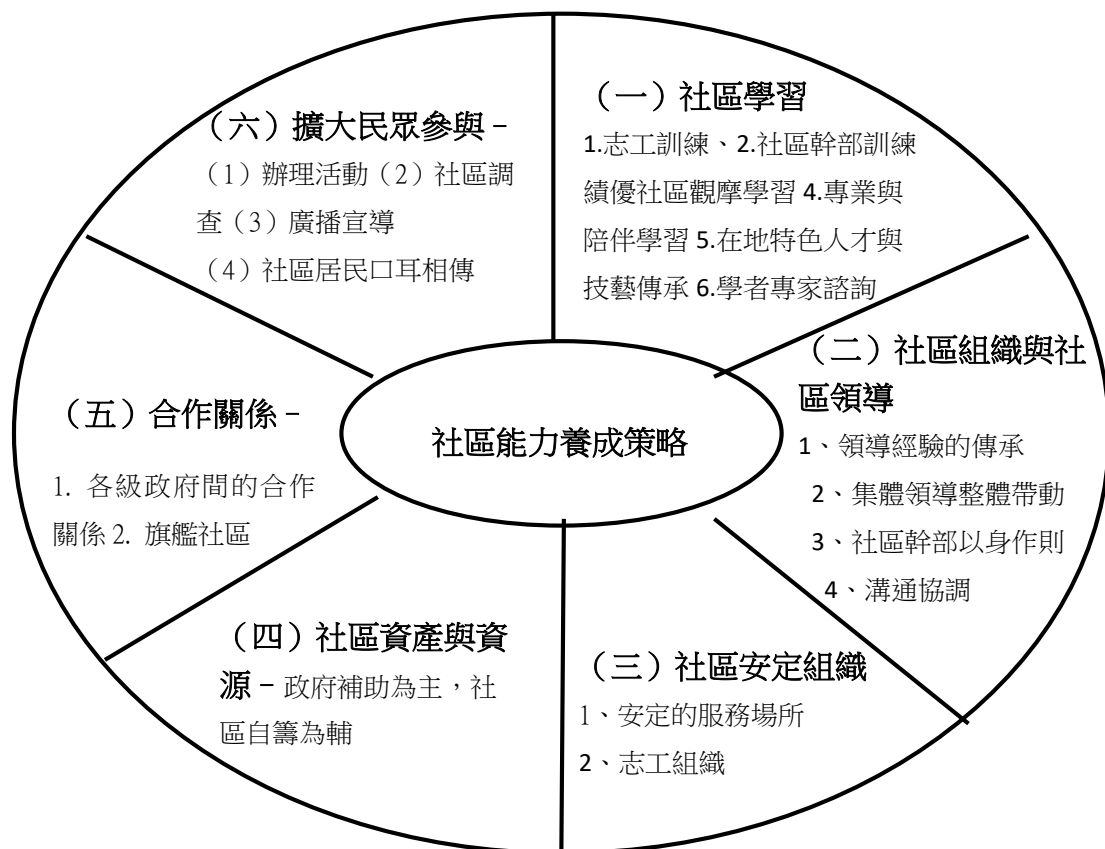 （一）社區學習
1.志工訓練、2.社區幹部訓練
績優社區觀摩學習 4.專業與
陪伴學習 5.在地特色人才與
技藝傳承 6.學者專家諮詢
（二）社區組織與社
區領導
1、領導經驗的傳承
2、集體領導整體帶動
3、社區幹部以身作則
4、溝通協調
（三）社區安定組織
1、安定的服務場所
2、志工組織
（四）社區資產與資
源－政府補助為主，社
區自籌為輔
（五）合作關係－
1. 各級政府間的合作
關係 2. 旗艦社區
（六）擴大民眾參與－
（1）辦理活動（2）社區調
查（3）廣播宣導
（4）社區居民口耳相傳
社區能力養成策略